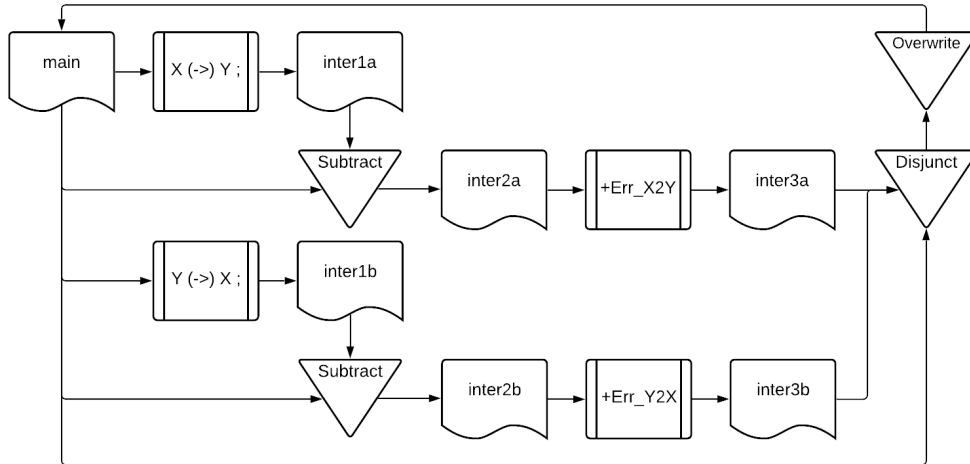 Overwrite
main
X (->) Y ;
inter1a
Subtract
inter2a
+Err_X2Y
inter3a
Disjunct
Y (->) X ;
inter1b
Subtract
inter2b
+Err_Y2X
inter3b